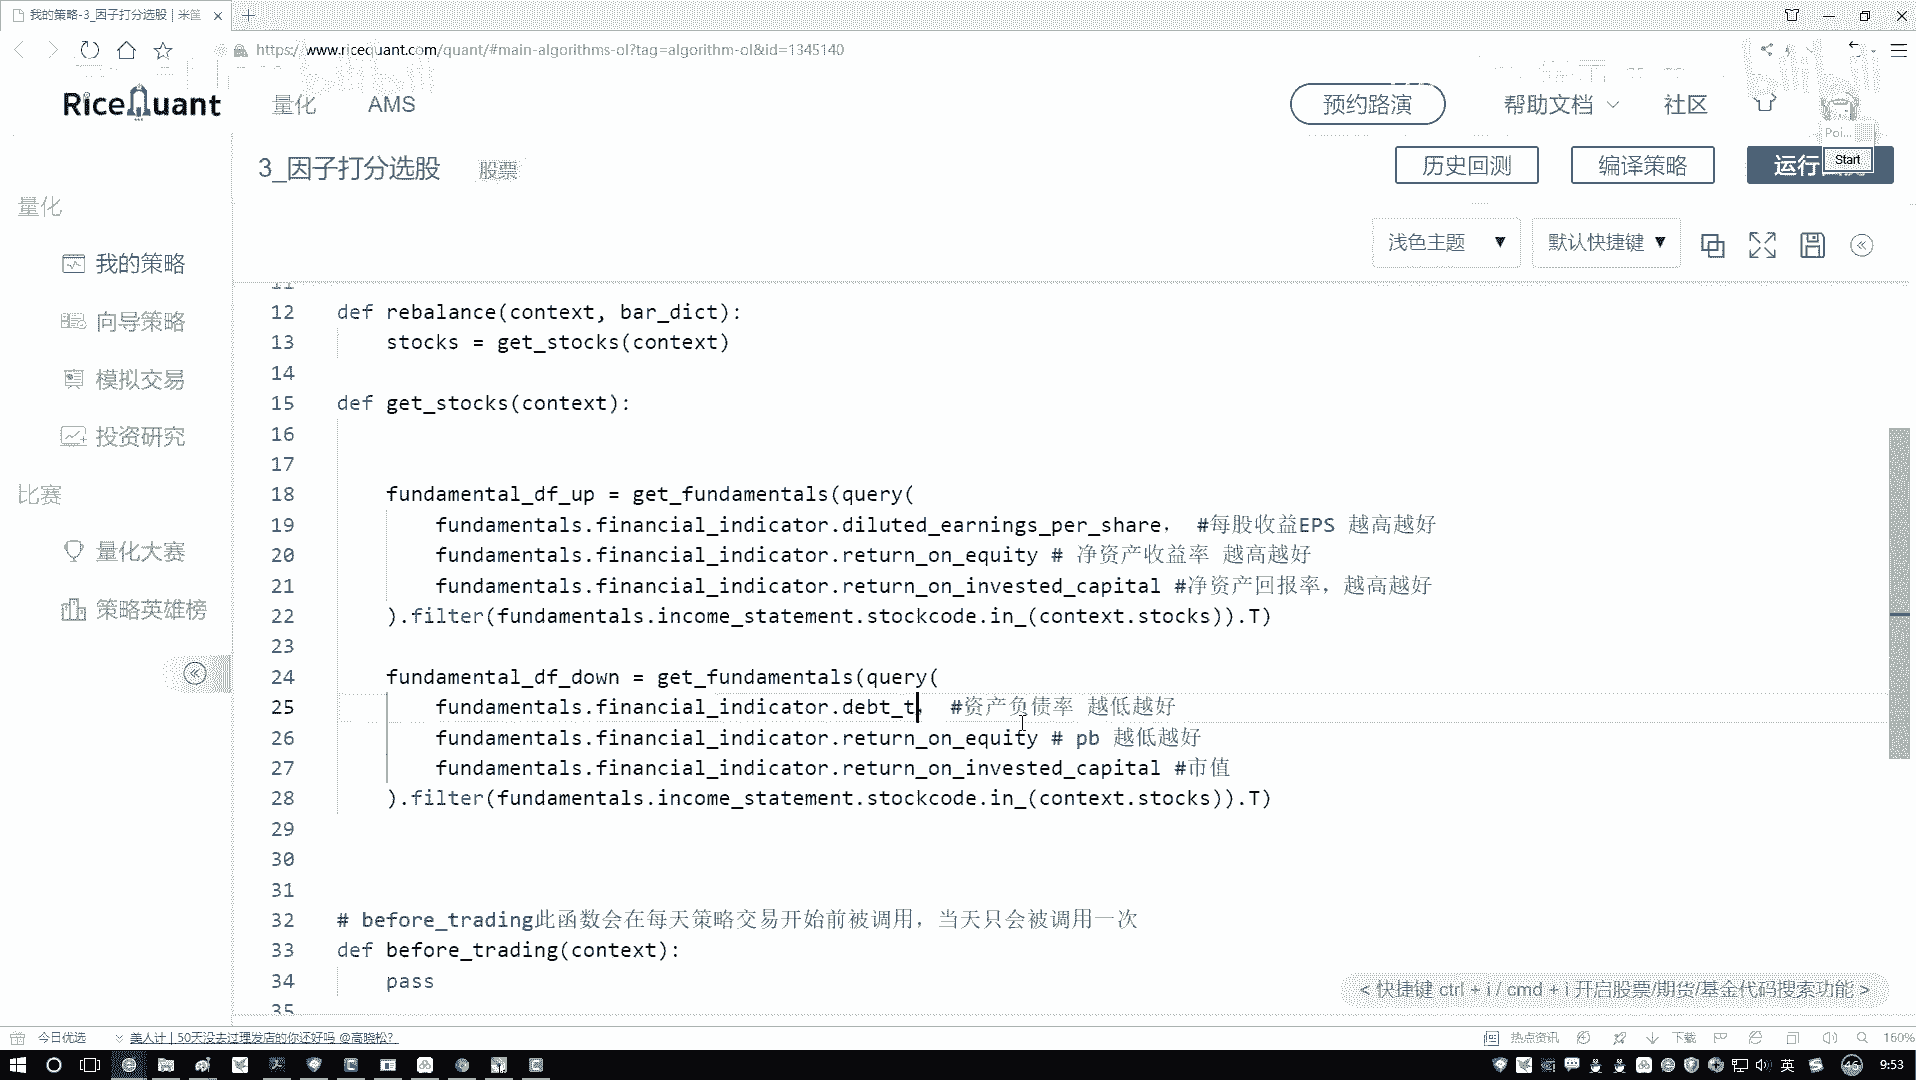 我的策略-3_因子打分选股 | 米筐
https://www.ricequant.com/quant/#main-algorithms-ol?tag=algorithm-ol&id=1345140
RiceQuant
量化
AMS
预约路演
帮助文档
社区
Poi...
3_因子打分选股
股票
历史回测
编译策略
运行
Start
量化
我的策略
向导策略
模拟交易
投资研究
比赛
量化大赛
策略英雄榜
浅色主题
默认快捷键
11
12 def rebalance(context, bar_dict):
13 stocks = get_stocks(context)
14
15 def get_stocks(context):
16
17
18 fundamental_df_up = get_fundamentals(query(
19 fundamentals.financial_indicator.diluted_earnings_per_share, #每股收益EPS 越高越好
20 fundamentals.financial_indicator.return_on_equity # 净资产收益率 越高越好
21 fundamentals.financial_indicator.return_on_invested_capital #净资产回报率，越高越好
22 ).filter(fundamentals.income_statement.stockcode.in_(context.stocks)).T)
23
24 fundamental_df_down = get_fundamentals(query(
25 fundamentals.financial_indicator.debt_t, #资产负债率 越低越好
26 fundamentals.financial_indicator.return_on_equity # pb 越低越好
27 fundamentals.financial_indicator.return_on_invested_capital #市值
28 ).filter(fundamentals.income_statement.stockcode.in_(context.stocks)).T)
29
30
31
32 # before_trading此函数会在每天策略交易开始前被调用，当天只会被调用一次
33 def before_trading(context):
34 pass
35
< 快捷键 ctrl + i / cmd + i 开启股票/期货/基金代码搜索功能 >
今日优选
美人计 | 50天没去过理发店的你还好吗 @高晓松?
热点资讯
下载
160%
英
46
9:53